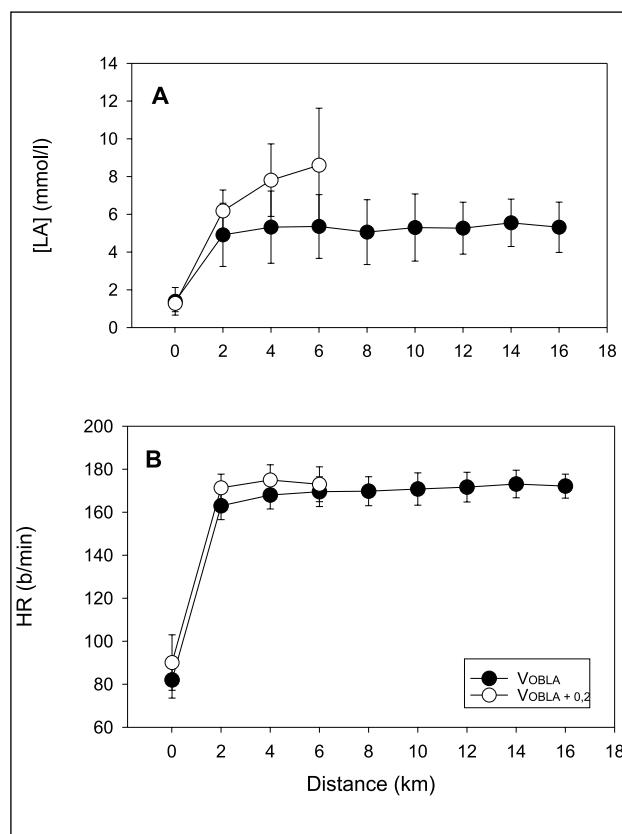 A
[LA] (mmol/l)
14
12
10
8
6
4
2
0
0 2 4 6 8 10 12 14 16 18
B
HR (b/min)
200
180
160
140
120
100
80
60
VOBLA
VOBLA + 0,2
0 2 4 6 8 10 12 14 16 18
Distance (km)